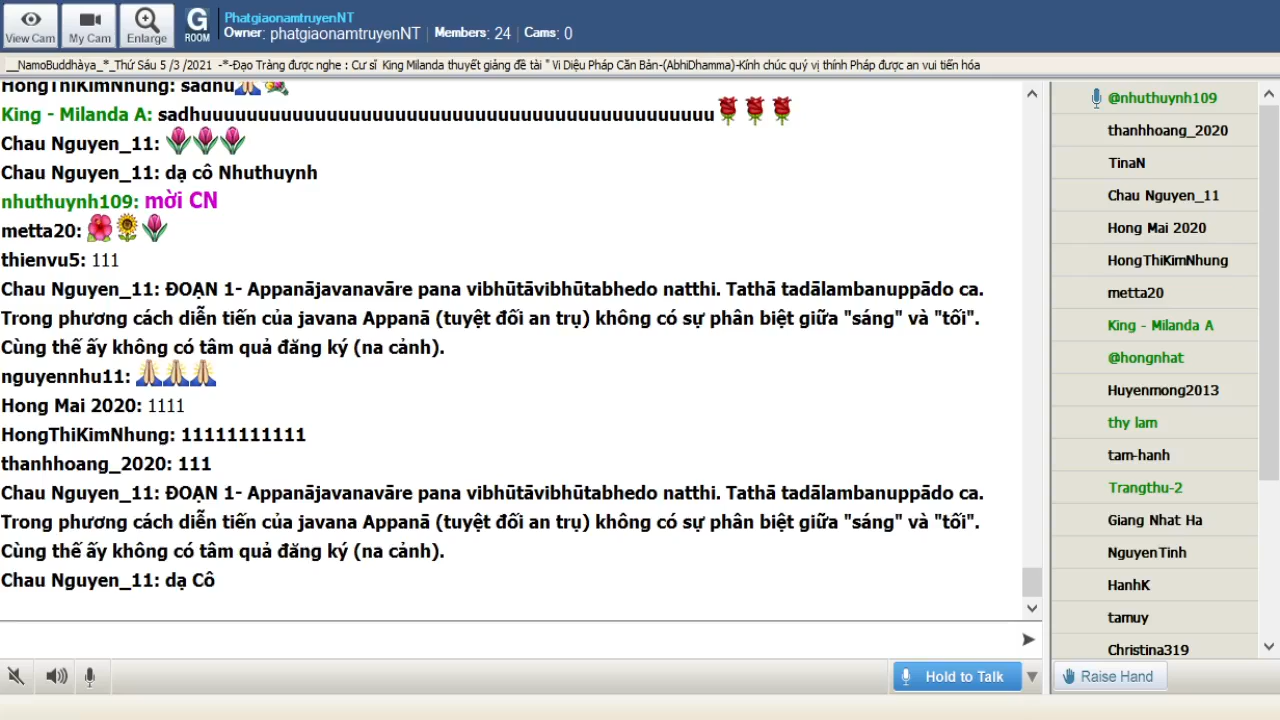 View Cam
My Cam
Enlarge
G
ROOM
PhatgiaonamtruyenNT
Owner: phatgiaonamtruyenNT | Members: 24 | Cams: 0
__NamoBuddhàya_*_Thứ Sáu 5 /3 /2021 -*-Đạo Tràng được nghe : Cư sĩ King Milanda thuyết giảng đề tài " Vi Diệu Pháp Căn Bản-(AbhiDhamma)-Kính chúc quý vị thính Pháp được an vui tiến hóa
HongThiKimNhung: sadhu
King - Milanda A: sadhuuuuuuuuuuuuuuuuuuuuuuuuuuuuuuuuuuuuuuuuuuuuuu
Chau Nguyen_11:
Chau Nguyen_11: dạ cô Nhuthuynh
nhuthuynh109: mời CN
metta20:
thienvu5: 111
Chau Nguyen_11: ĐOẠN 1- Appanājavanavāre pana vibhūtāvibhūtabhedo natthi. Tathā tadālambanuppādo ca.
Trong phương cách diễn tiến của javana Appanā (tuyệt đối an trụ) không có sự phân biệt giữa "sáng" và "tối".
Cùng thế ấy không có tâm quả đăng ký (na cảnh).
nguyennhu11:
Hong Mai 2020: 1111
HongThiKimNhung: 11111111111
thanhhoang_2020: 111
Chau Nguyen_11: ĐOẠN 1- Appanājavanavāre pana vibhūtāvibhūtabhedo natthi. Tathā tadālambanuppādo ca.
Trong phương cách diễn tiến của javana Appanā (tuyệt đối an trụ) không có sự phân biệt giữa "sáng" và "tối".
Cùng thế ấy không có tâm quả đăng ký (na cảnh).
Chau Nguyen_11: dạ Cô
@nhuthuynh109
thanhhoang_2020
TinaN
Chau Nguyen_11
Hong Mai 2020
HongThiKimNhung
metta20
King - Milanda A
@hongnhat
Huyenmong2013
thy lam
tam-hanh
Trangthu-2
Giang Nhat Ha
NguyenTinh
HanhK
tamuy
Christina319
Hold to Talk
Raise Hand